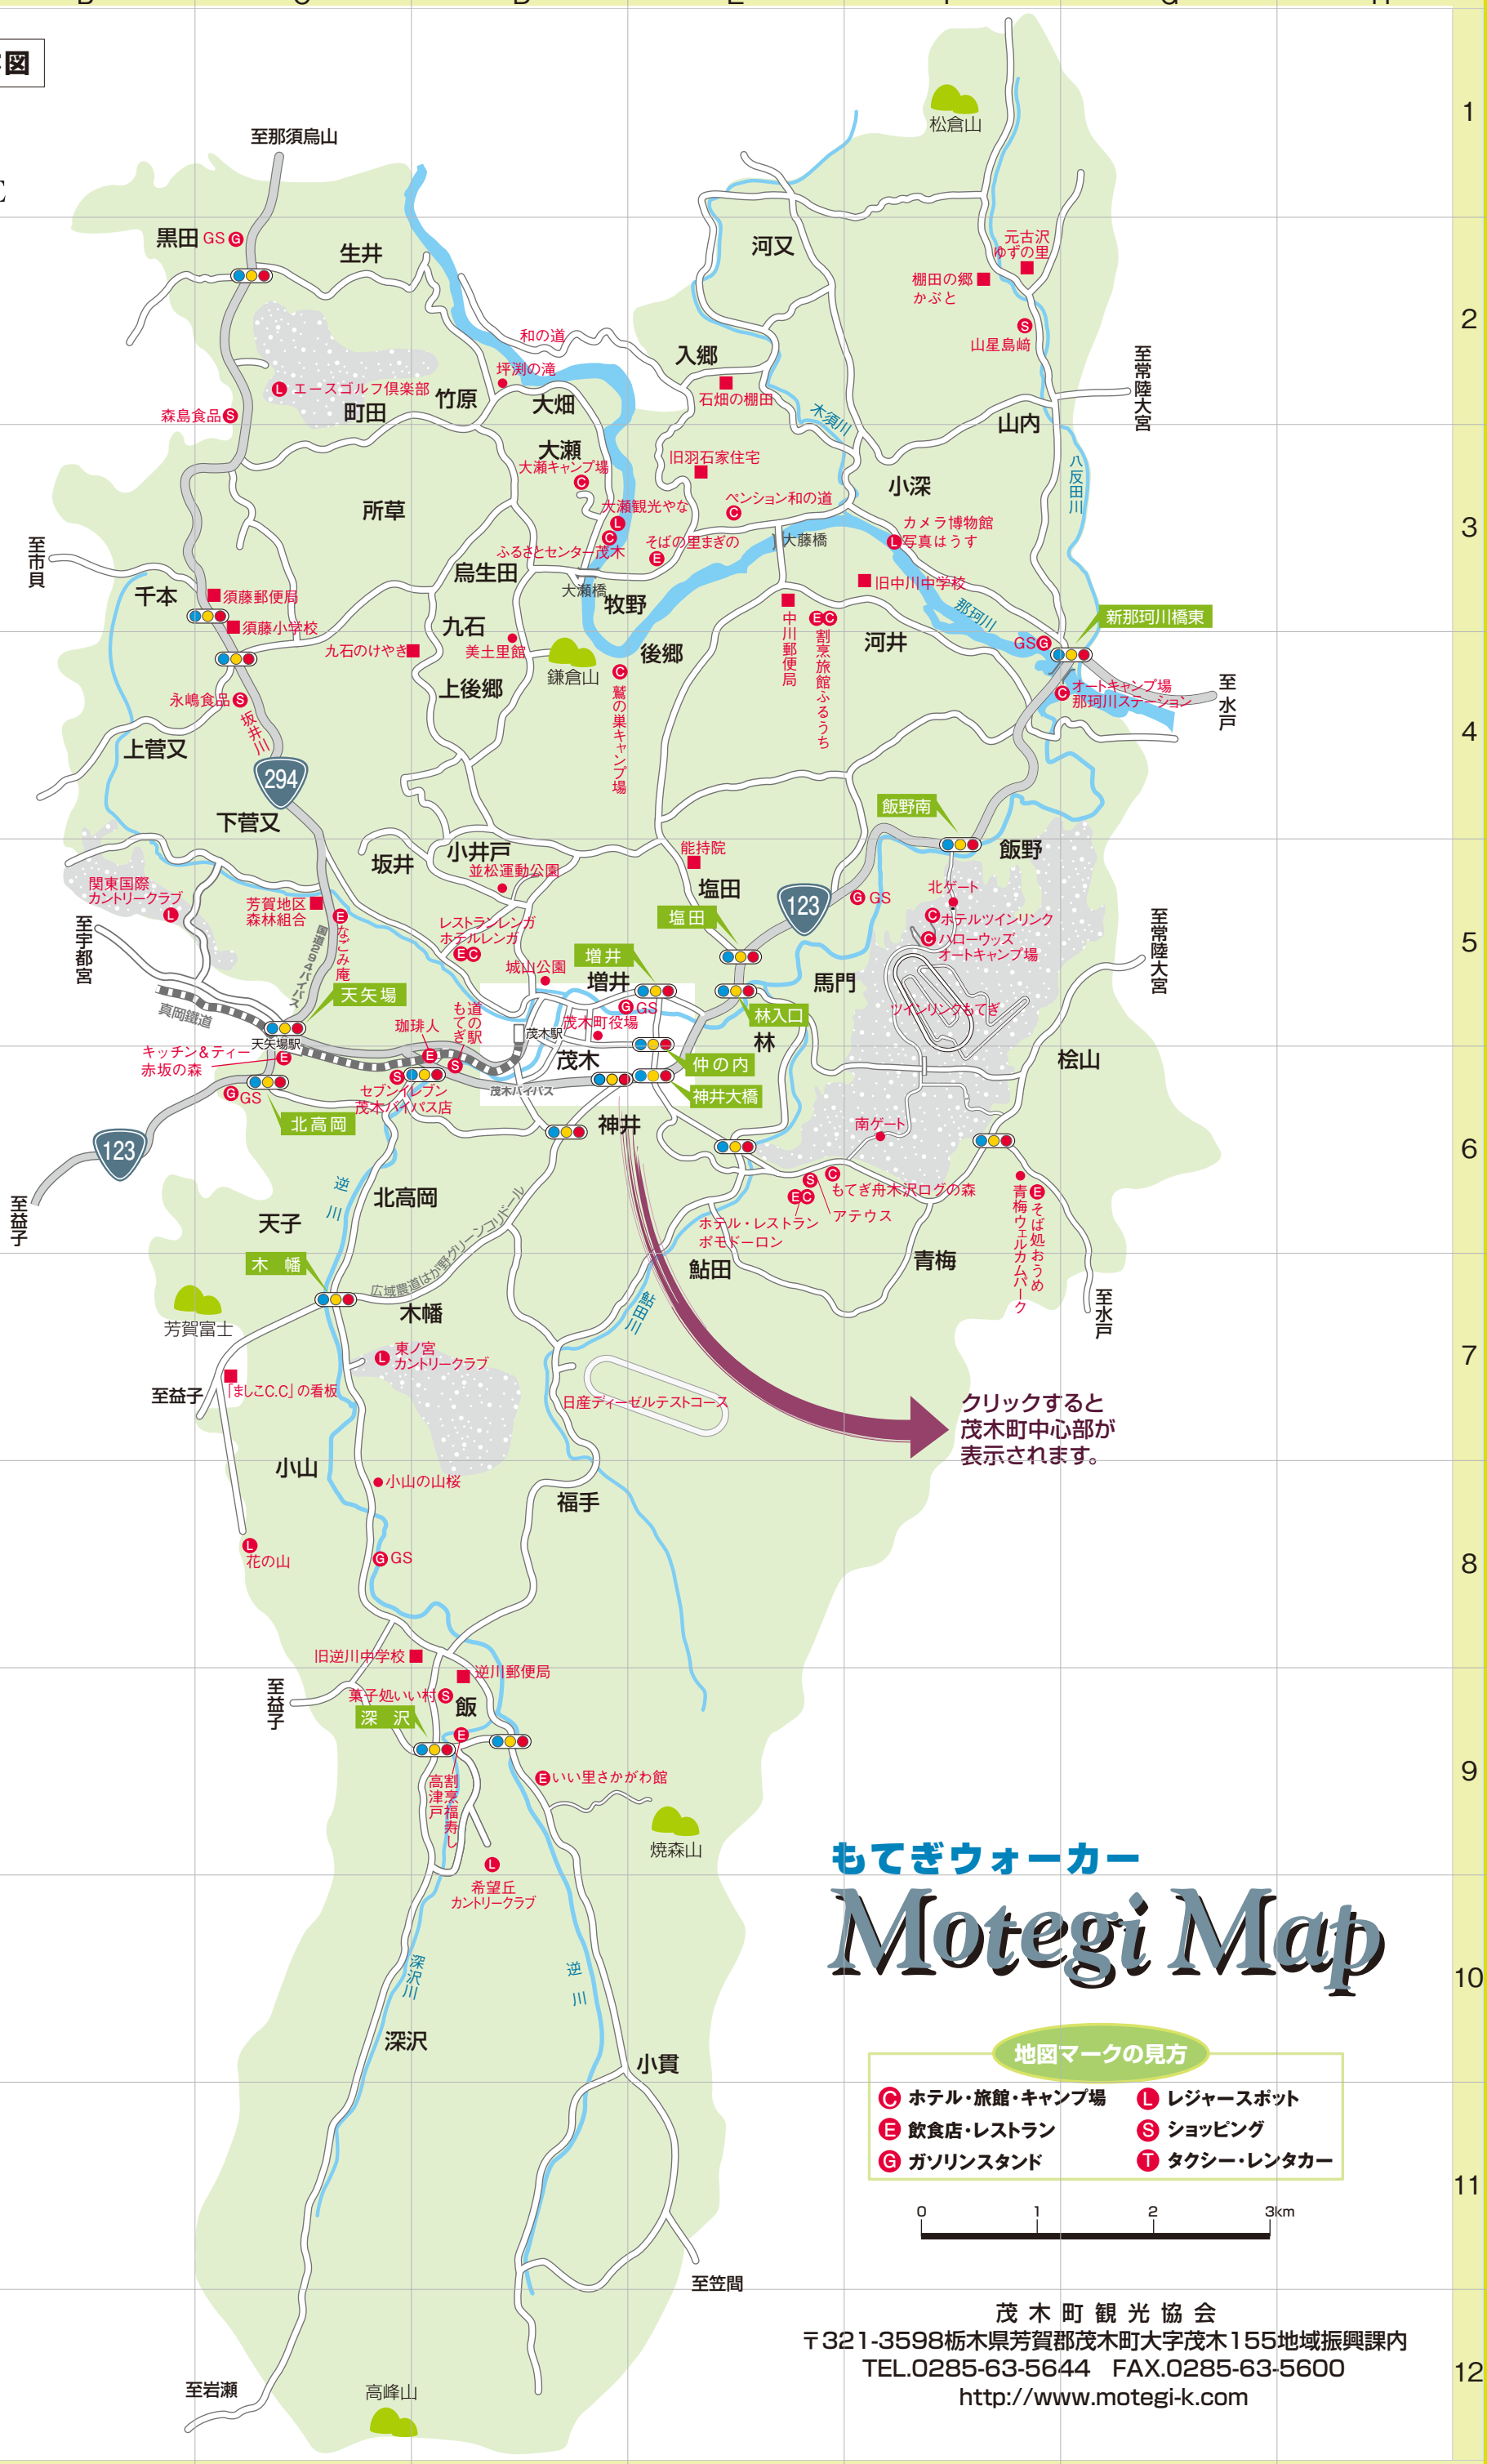 図
E
1
2
3
4
5
6
7
8
9
10
11
12
松倉山
至那須烏山
黒田
GS G
生井
河又
元古沢
ゆずの里
棚田の郷
かぶと
S
山星島﨑
和の道
坪渕の滝
入郷
石畑の棚田
至常陸大宮
L エースゴルフ倶楽部
町田
竹原
大畑
森島食品 S
木須川
山内
大瀬
大瀬キャンプ場
C
旧羽石家住宅
八反田川
小深
所草
大瀬観光やな
L
C
ペンション和の道
C
カメラ博物館
L 写真はうす
至市貝
ふるさとセンター茂木
そばの里まぎの
E
大藤橋
烏生田
大瀬橋
旧中川中学校
千本
須藤郵便局
牧野
那珂川
新那珂川橋東
須藤小学校
九石
中川郵便局
EC
割烹旅館ふるうち
河井
GS G
九石のけやき
美土里館
鎌倉山
後郷
上後郷
C
鷲の巣キャンプ場
オートキャンプ場
C 那珂川ステーション
至水戸
永嶋食品 S
坂井川
上菅又
294
飯野南
下菅又
坂井
小井戸
能持院
飯野
並松運動公園
関東国際
カントリークラブ
L
塩田
塩田
123
G GS
北ゲート
芳賀地区
森林組合
E
なごみ庵
C ホテルツインリンク
C ハローウッズ
オートキャンプ場
至宇都宮
国道294バイパス
レストランレンガ
ホテルレンガ
EC
増井
増井
至常陸大宮
城山公園
馬門
天矢場
G GS
林入口
ツインリンクもてぎ
真岡鐵道
天矢場駅
珈琲人
E
道の駅
もてぎ
S
茂木駅
茂木町役場
林
キッチン&ティー
赤坂の森
E
茂木
仲の内
桧山
S
セブンイレブン
茂木バイパス店
茂木バイパス
神井大橋
G GS
北高岡
神井
南ゲート
123
逆川
北高岡
C
もてぎ舟木沢ログの森
S
アテウス
EC
ホテル・レストラン
ポモドーロン
青梅ウェルカムパーク
E
そば処おうめ
至益子
天子
広域農道はが野グリーンコリドール
木幡
鮎田
青梅
芳賀富士
木幡
鮎田川
至水戸
東ノ宮
L カントリークラブ
「ましこC.C」の看板
至益子
日産ディーゼルテストコース
クリックすると
茂木町中心部が
表示されます。
小山
小山の山桜
福手
L
花の山
G GS
旧逆川中学校
逆川郵便局
至益子
菓子処いい村 S
飯
深沢
E
E いい里さかがわ館
割烹福寿し
高津戸
焼森山
L
希望丘
カントリークラブ
もてぎウォーカー
Motegi Map
深沢川
逆川
深沢
小貫
地図マークの見方
C ホテル・旅館・キャンプ場
L レジャースポット
E 飲食店・レストラン
S ショッピング
G ガソリンスタンド
T タクシー・レンタカー
0 1 2 3km
至笠間
茂木町観光協会
〒321-3598栃木県芳賀郡茂木町大字茂木155地域振興課内
TEL.0285-63-5644 FAX.0285-63-5600
http://www.motegi-k.com
至岩瀬
高峰山